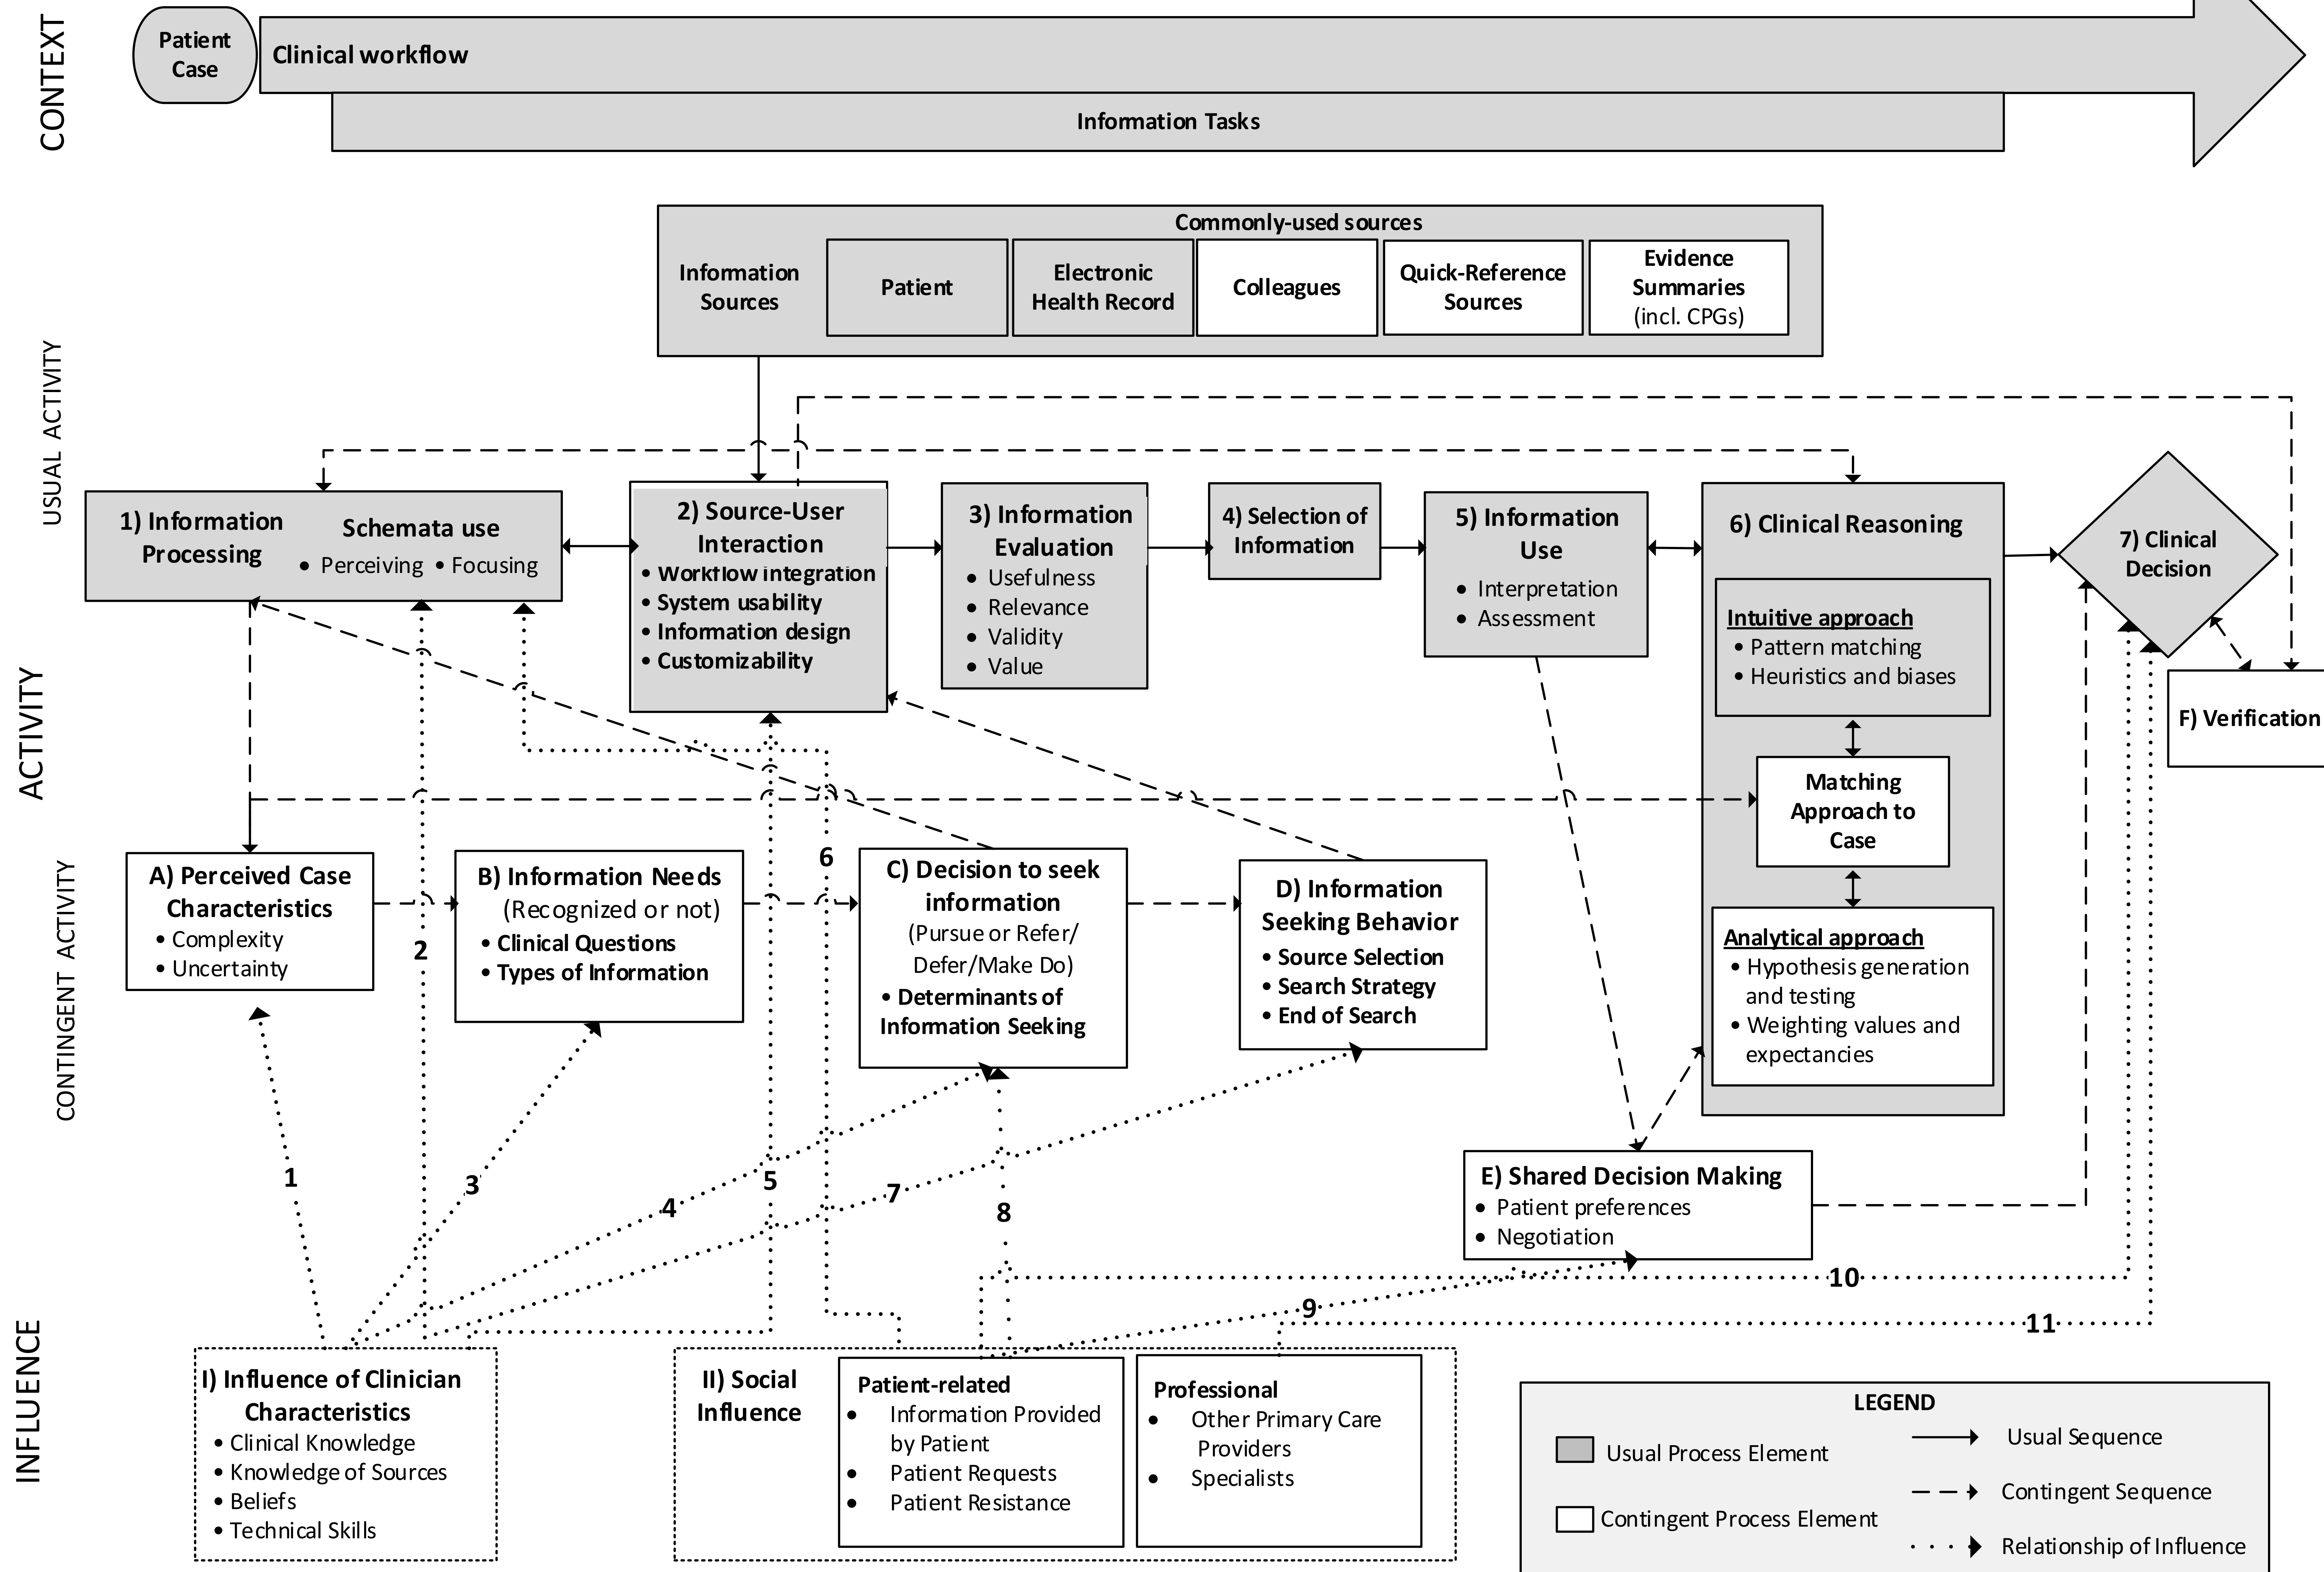 CONTEXT
Patient
Case
Clinical workflow
Information Tasks
Commonly-used sources
Information
Sources
Patient
Electronic
Health Record
Colleagues
Quick-Reference
Sources
Evidence
Summaries
(incl. CPGs)
USUAL ACTIVITY
ACTIVITY
CONTINGENT ACTIVITY
1) Information
Processing
Schemata use
• Perceiving • Focusing
2) Source-User
Interaction
• Workflow integration
• System usability
• Information design
• Customizability
3) Information
Evaluation
• Usefulness
• Relevance
• Validity
• Value
4) Selection of
Information
5) Information
Use
• Interpretation
• Assessment
6) Clinical Reasoning
Intuitive approach
• Pattern matching
• Heuristics and biases
Matching
Approach to
Case
Analytical approach
• Hypothesis generation
and testing
• Weighting values and
expectancies
7) Clinical
Decision
F) Verification
A) Perceived Case
Characteristics
• Complexity
• Uncertainty
B) Information Needs
(Recognized or not)
• Clinical Questions
• Types of Information
C) Decision to seek
information
(Pursue or Refer/
Defer/Make Do)
• Determinants of
Information Seeking
D) Information
Seeking Behavior
• Source Selection
• Search Strategy
• End of Search
E) Shared Decision Making
• Patient preferences
• Negotiation
1
2
3
4
5
6
7
8
9
10
11
INFLUENCE
I) Influence of Clinician
Characteristics
• Clinical Knowledge
• Knowledge of Sources
• Beliefs
• Technical Skills
II) Social
Influence
Patient-related
• Information Provided
by Patient
• Patient Requests
• Patient Resistance
Professional
• Other Primary Care
Providers
• Specialists
LEGEND
Usual Process Element
Contingent Process Element
Usual Sequence
Contingent Sequence
Relationship of Influence